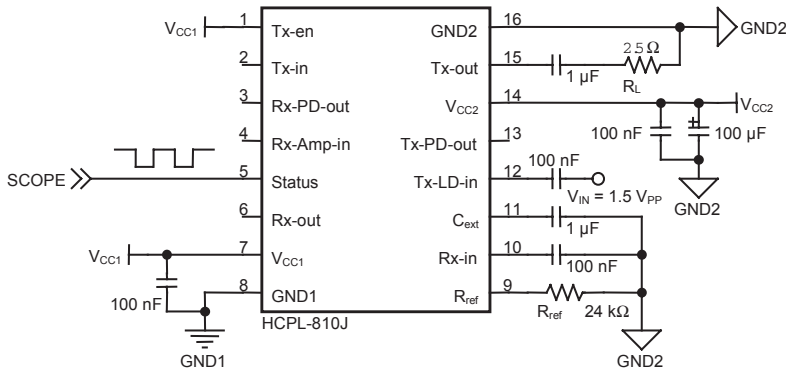 VCC1
1
Tx-en
GND2
16
GND2
2
Tx-in
Tx-out
15
1 µF
25Ω
RL
3
Rx-PD-out
VCC2
14
VCC2
100 nF
100 µF
4
Rx-Amp-in
Tx-PD-out
13
SCOPE
5
Status
Tx-LD-in
12
100 nF
VIN = 1.5 VPP
GND2
6
Rx-out
Cext
11
1 µF
VCC1
7
VCC1
Rx-in
10
100 nF
100 nF
8
GND1
Rref
9
Rref
24 kΩ
HCPL-810J
GND1
GND2